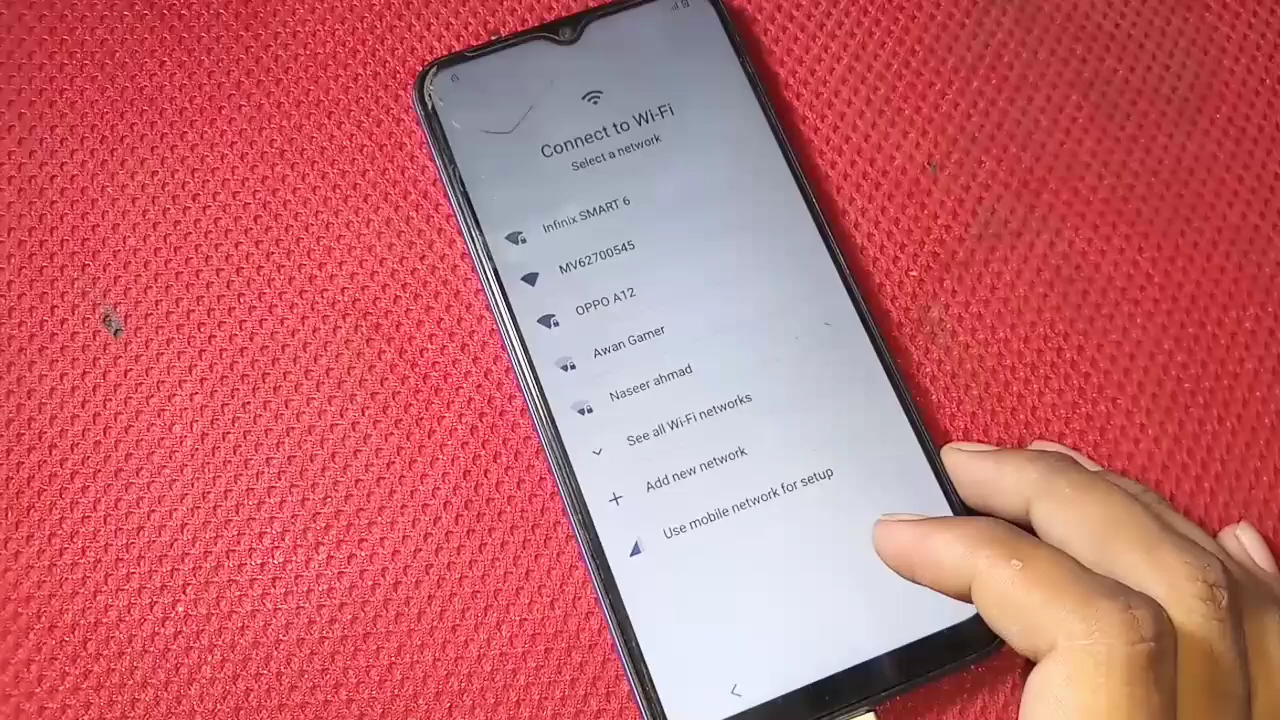 Connect to Wi-Fi
Select a network
Infinix SMART 6
MV62700545
OPPO A12
Awan Gamer
Naseer ahmad
See all Wi-Fi networks
Add new network
Use mobile network for setup